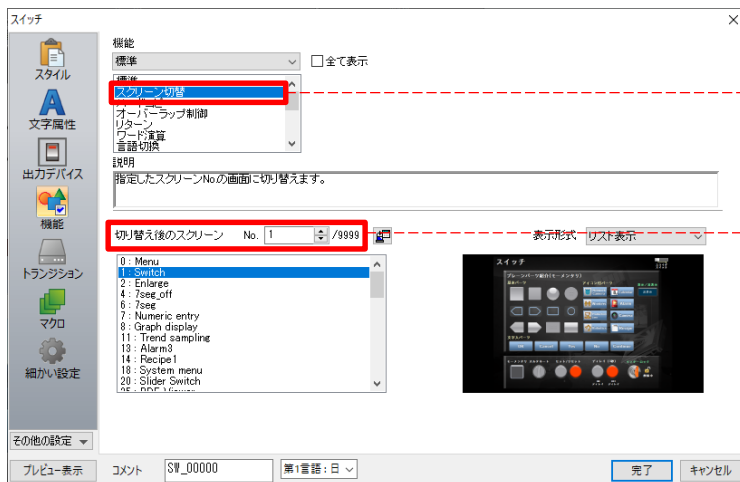 スイッチ
機能
標準
全て表示
標準
スクリーン切替
オーバーラップ制御
リターン
ワード演算
言語切換
説明
指定したスクリーンNo.の画面に切り替えます。
切り替え後のスクリーン No. 1 /9999
表示形式 リスト表示
0 : Menu
1 : Switch
2 : Enlarge
4 : 7seg_off
6 : 7seg
7 : Numeric entry
8 : Graph display
11 : Trend sampling
13 : Alarm3
14 : Recipe1
18 : System menu
20 : Slider Switch
スイッチ
スタイル
文字属性
出力デバイス
機能
トランジション
マクロ
細かい設定
その他の設定
プレビュー表示
コメント
SW_00000
第1言語：日
完了
キャンセル